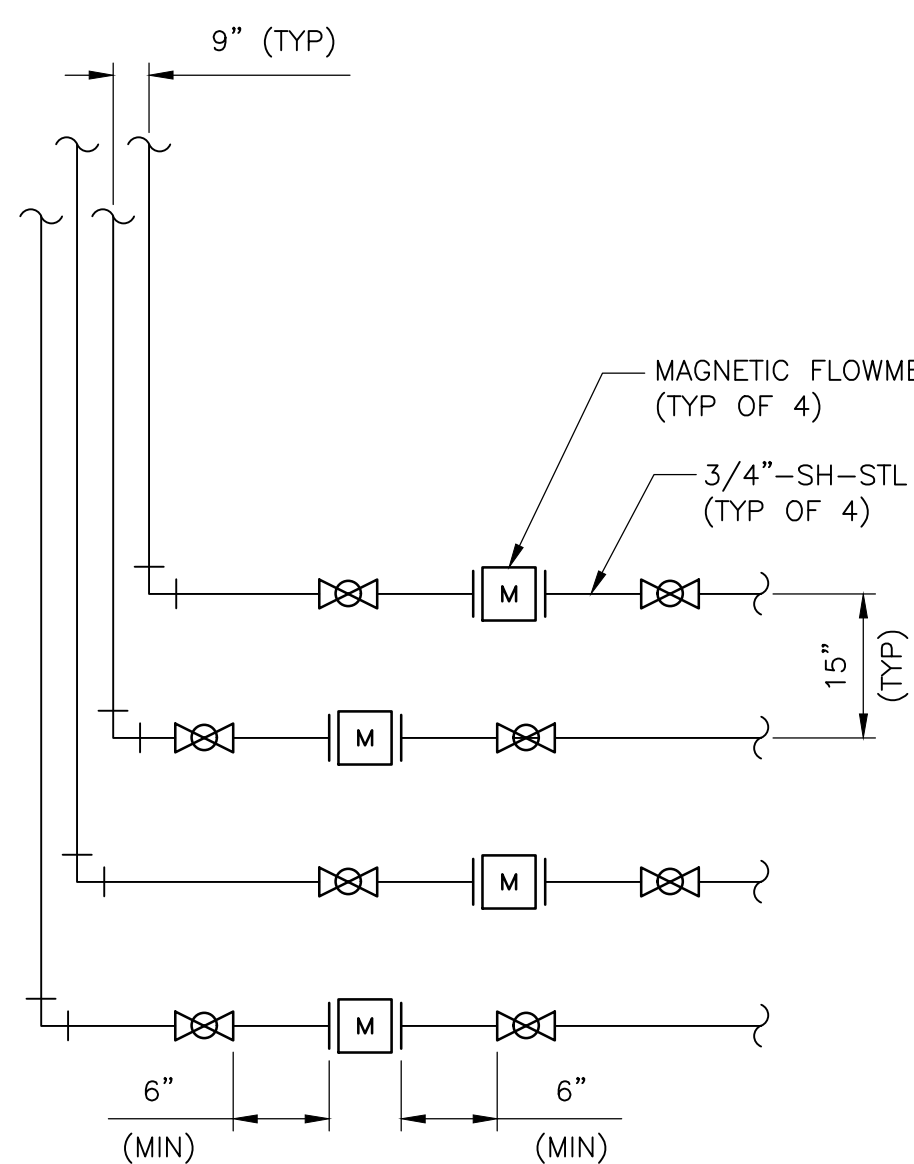 9” (TYP)
MAGNETIC FLOWME
(TYP OF 4)
3/4”-SH-STL
(TYP OF 4)
M
15”
(TYP)
M
M
M
6”
(MIN)
6”
(MIN)